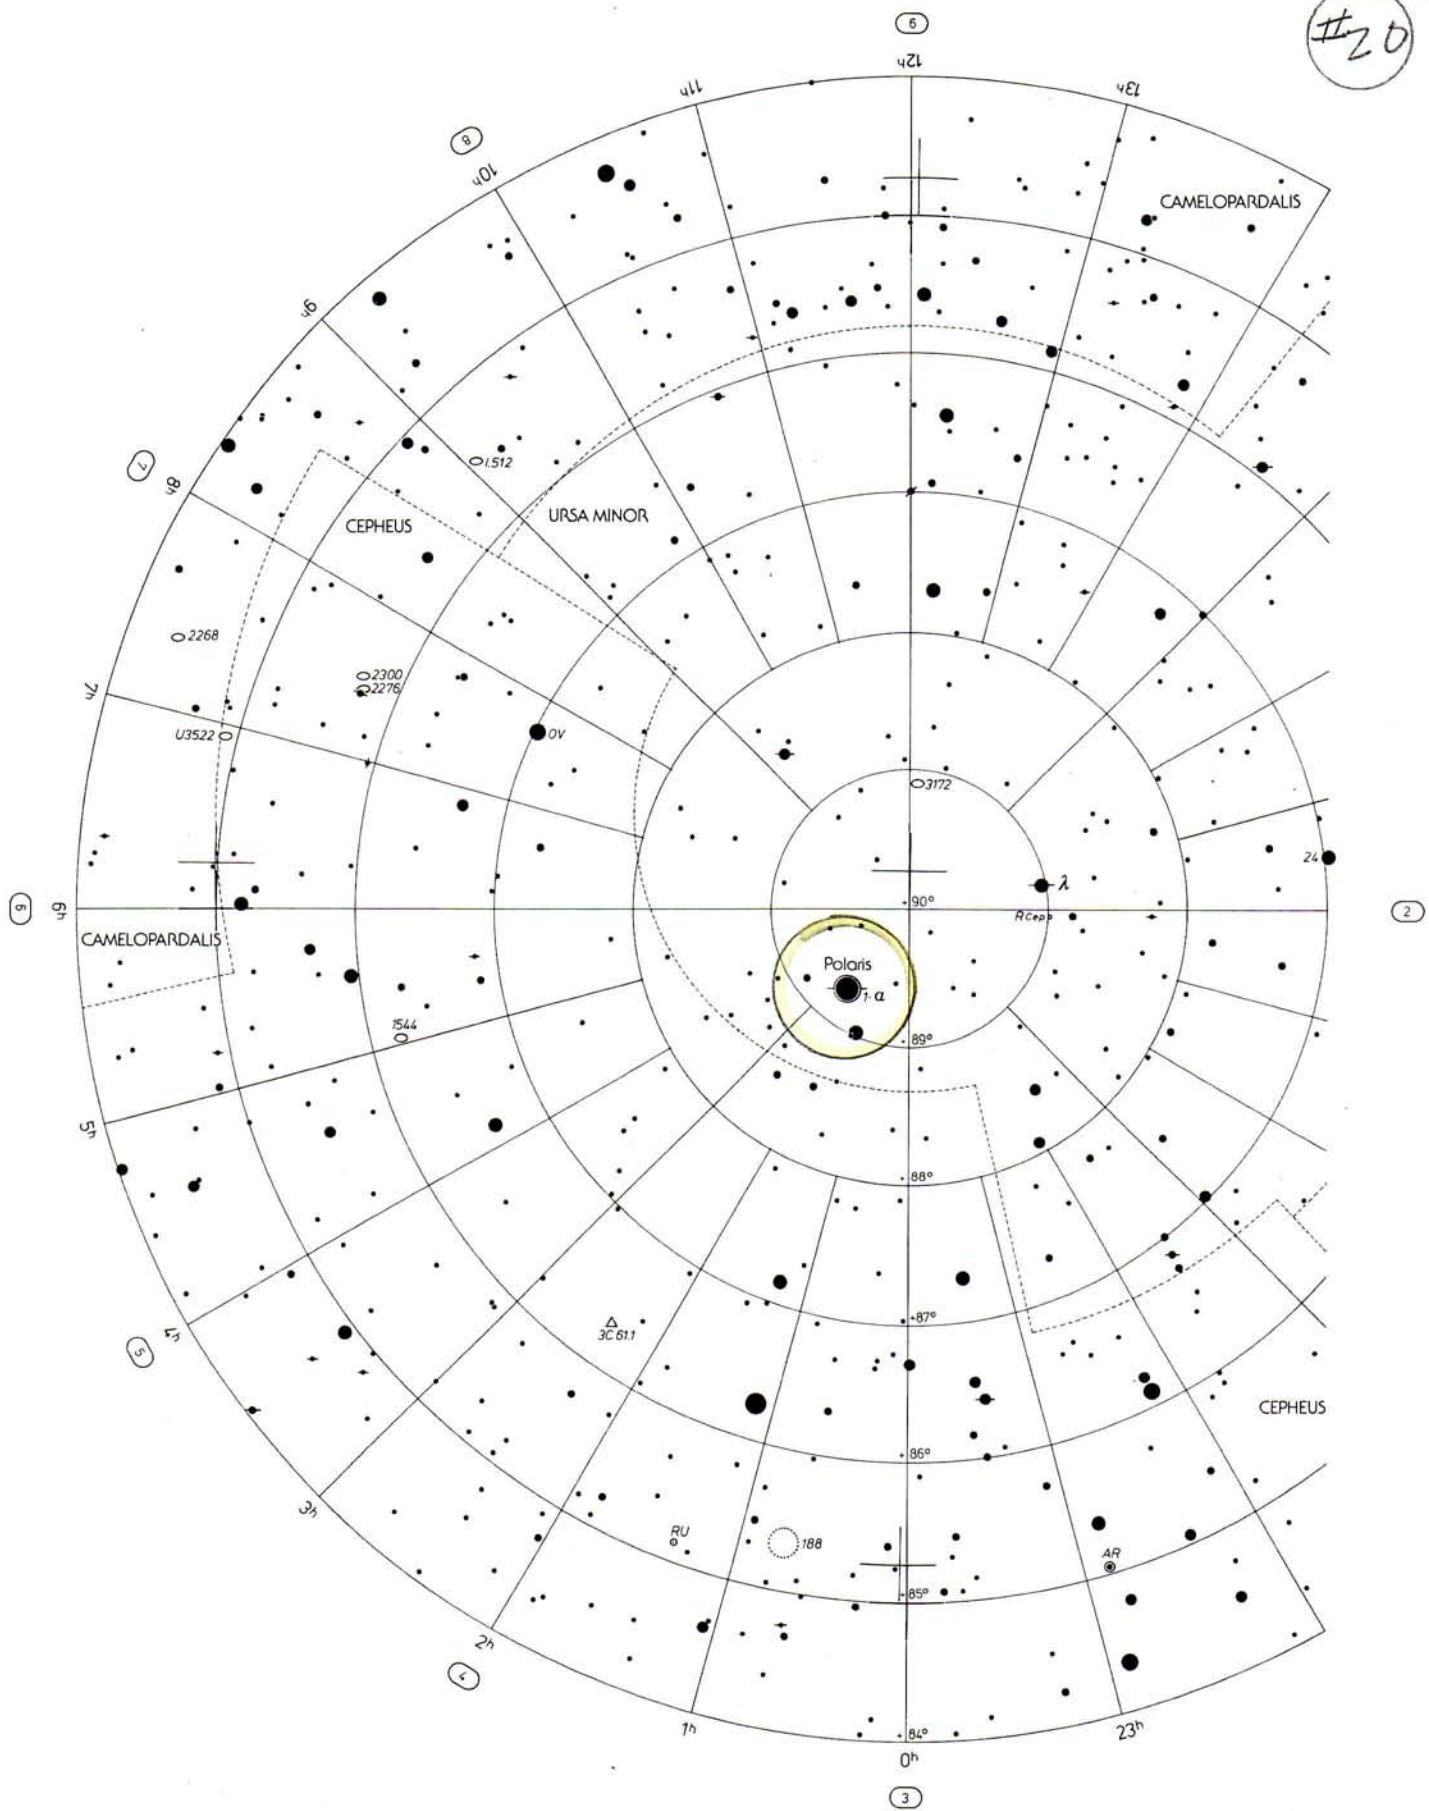 #20
9
12h
11h
13h
8
10h
CAMELOPARDALIS
9h
1.512
7
8h
CEPHEUS
URSA MINOR
2268
2300
2276
7h
U3522
OV
3172
24
λ
6
6h
+90°
R Cep
2
CAMELOPARDALIS
Polaris
1·α
1544
+89°
5h
+88°
+87°
3C 61.1
5
4h
CEPHEUS
+86°
3h
RU
188
AR
+85°
2h
4
1h
+84°
23h
0h
3